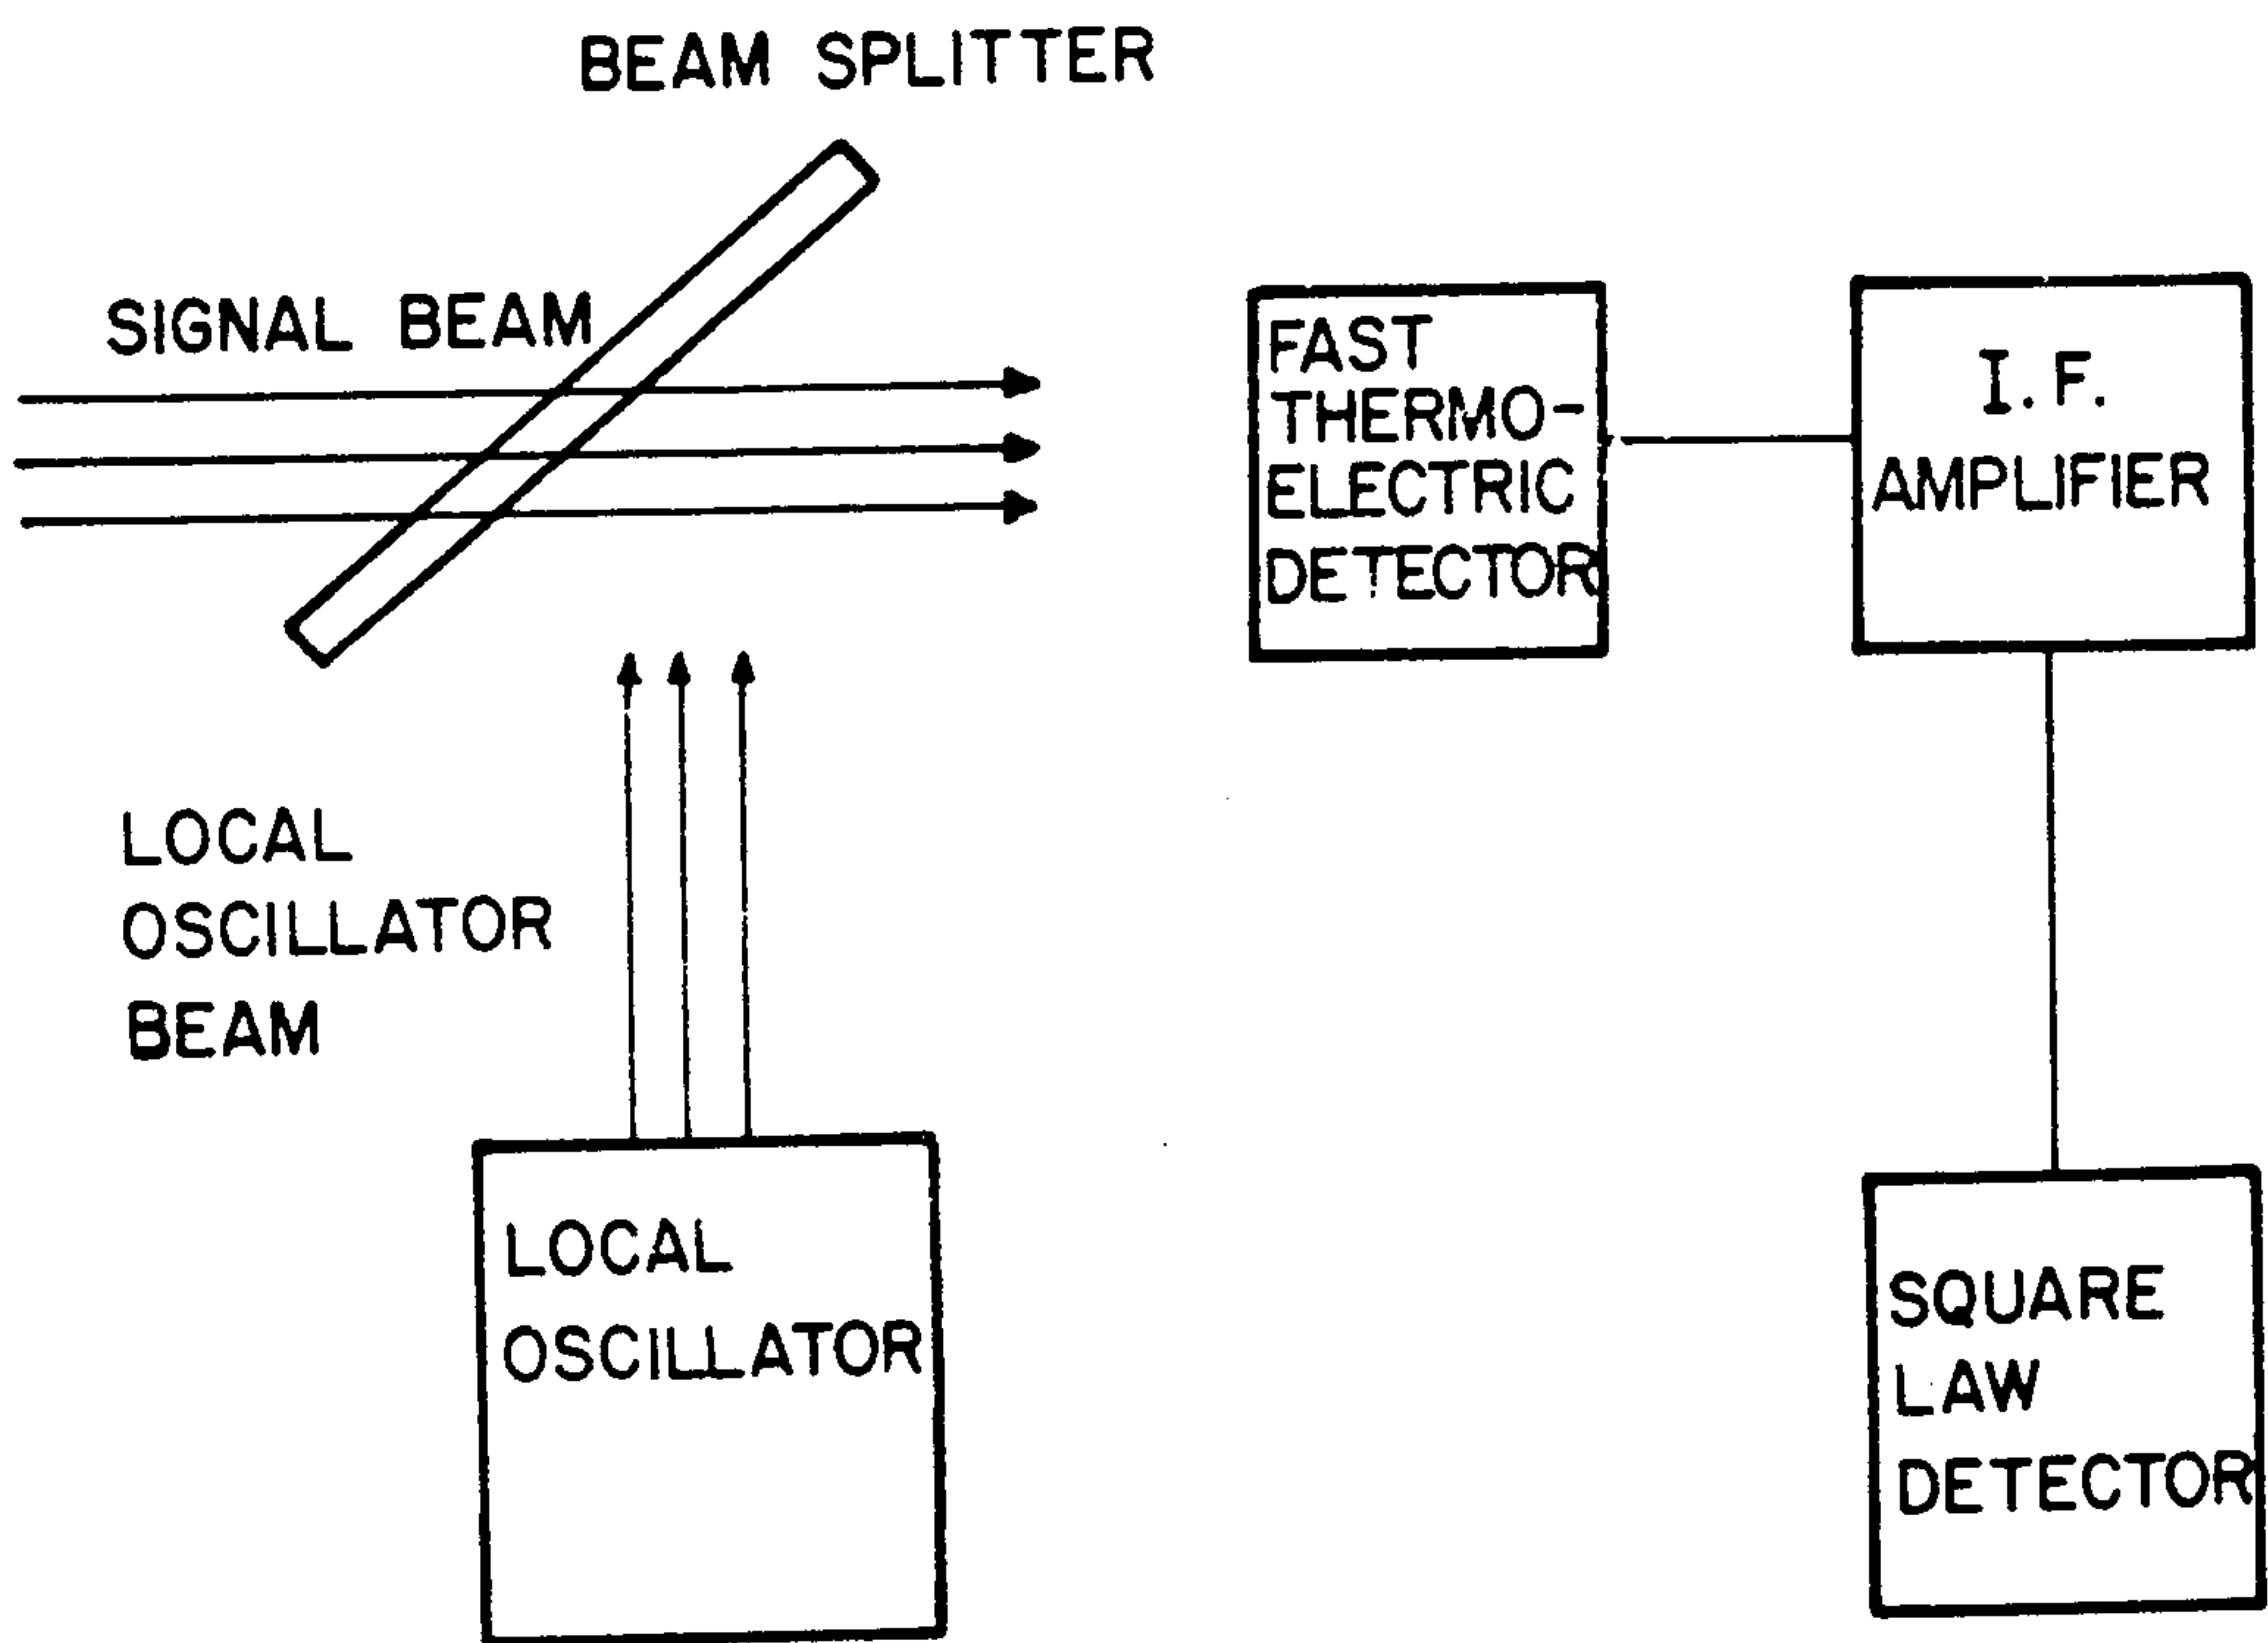 BEAM SPLITTER
SIGNAL BEAM
FAST
THERMO-
ELECTRIC
DETECTOR
I.F.
AMPLIFIER
LOCAL
OSCILLATOR
BEAM
LOCAL
OSCILLATOR
SQUARE
LAW
DETECTOR